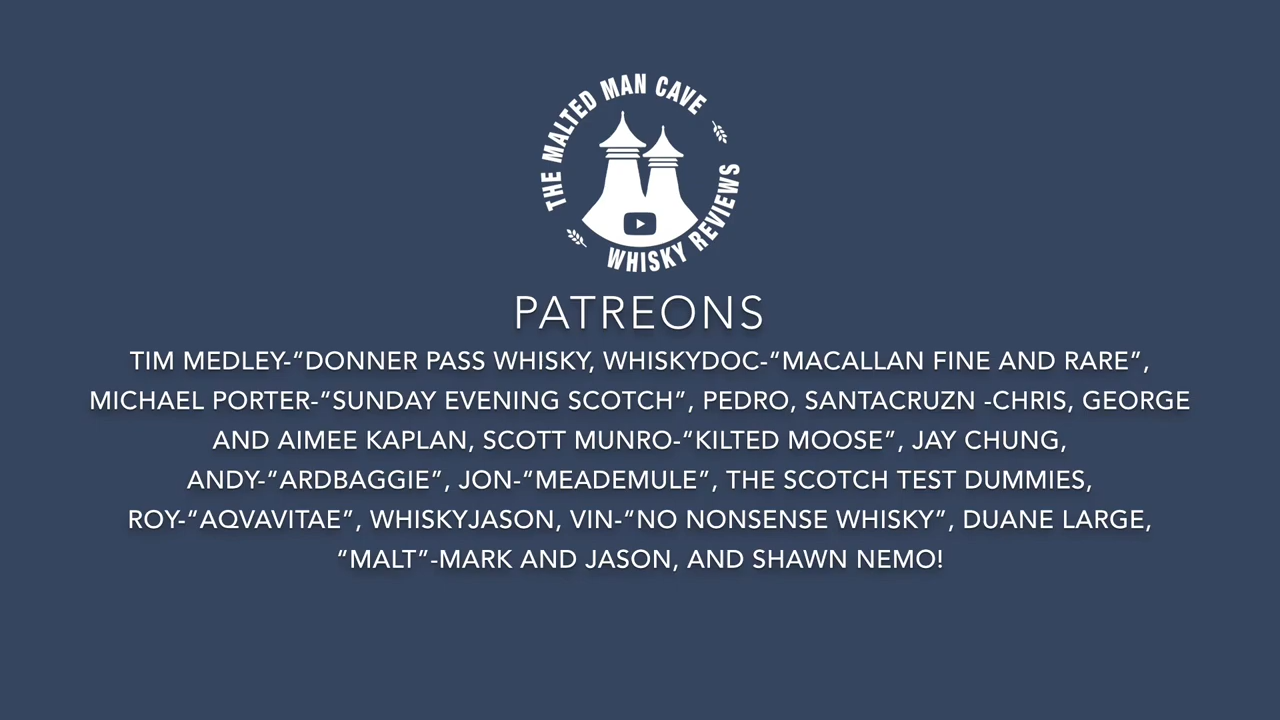 THE MALTED MAN CAVE
WHISKY REVIEWS
PATREONS
TIM MEDLEY-“DONNER PASS WHISKY, WHISKYDOC-“MACALLAN FINE AND RARE”,
MICHAEL PORTER-“SUNDAY EVENING SCOTCH”, PEDRO, SANTACRUZN -CHRIS, GEORGE
AND AIMEE KAPLAN, SCOTT MUNRO-“KILTED MOOSE”, JAY CHUNG,
ANDY-“ARDBAGGIE”, JON-“MEADEMULE”, THE SCOTCH TEST DUMMIES,
ROY-“AQVAVITAE”, WHISKYJASON, VIN-“NO NONSENSE WHISKY”, DUANE LARGE,
“MALT”-MARK AND JASON, AND SHAWN NEMO!